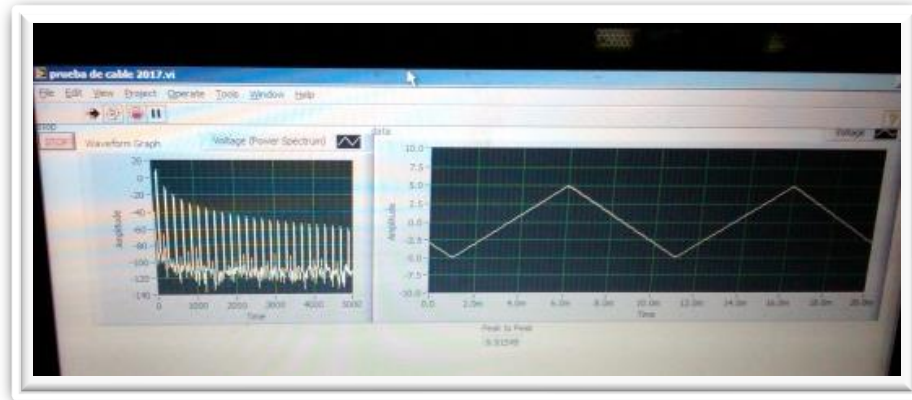 prueba de cable 2017.vi
File Edit View Project Operate Tools Window Help
STOP
Waveform Graph
Voltage (Power Spectrum)
data
Voltage
20
0
-20
-40
-60
-80
-100
-120
-140
Amplitude
0 1000 2000 3000 4000 5000
Time
10.0
7.5
5.0
2.5
0.0
-2.5
-5.0
-7.5
-10.0
Amplitude
0.0 2.0m 4.0m 6.0m 8.0m 10.0m 12.0m 14.0m 16.0m 18.0m 20.0m
Time
Peak to Peak